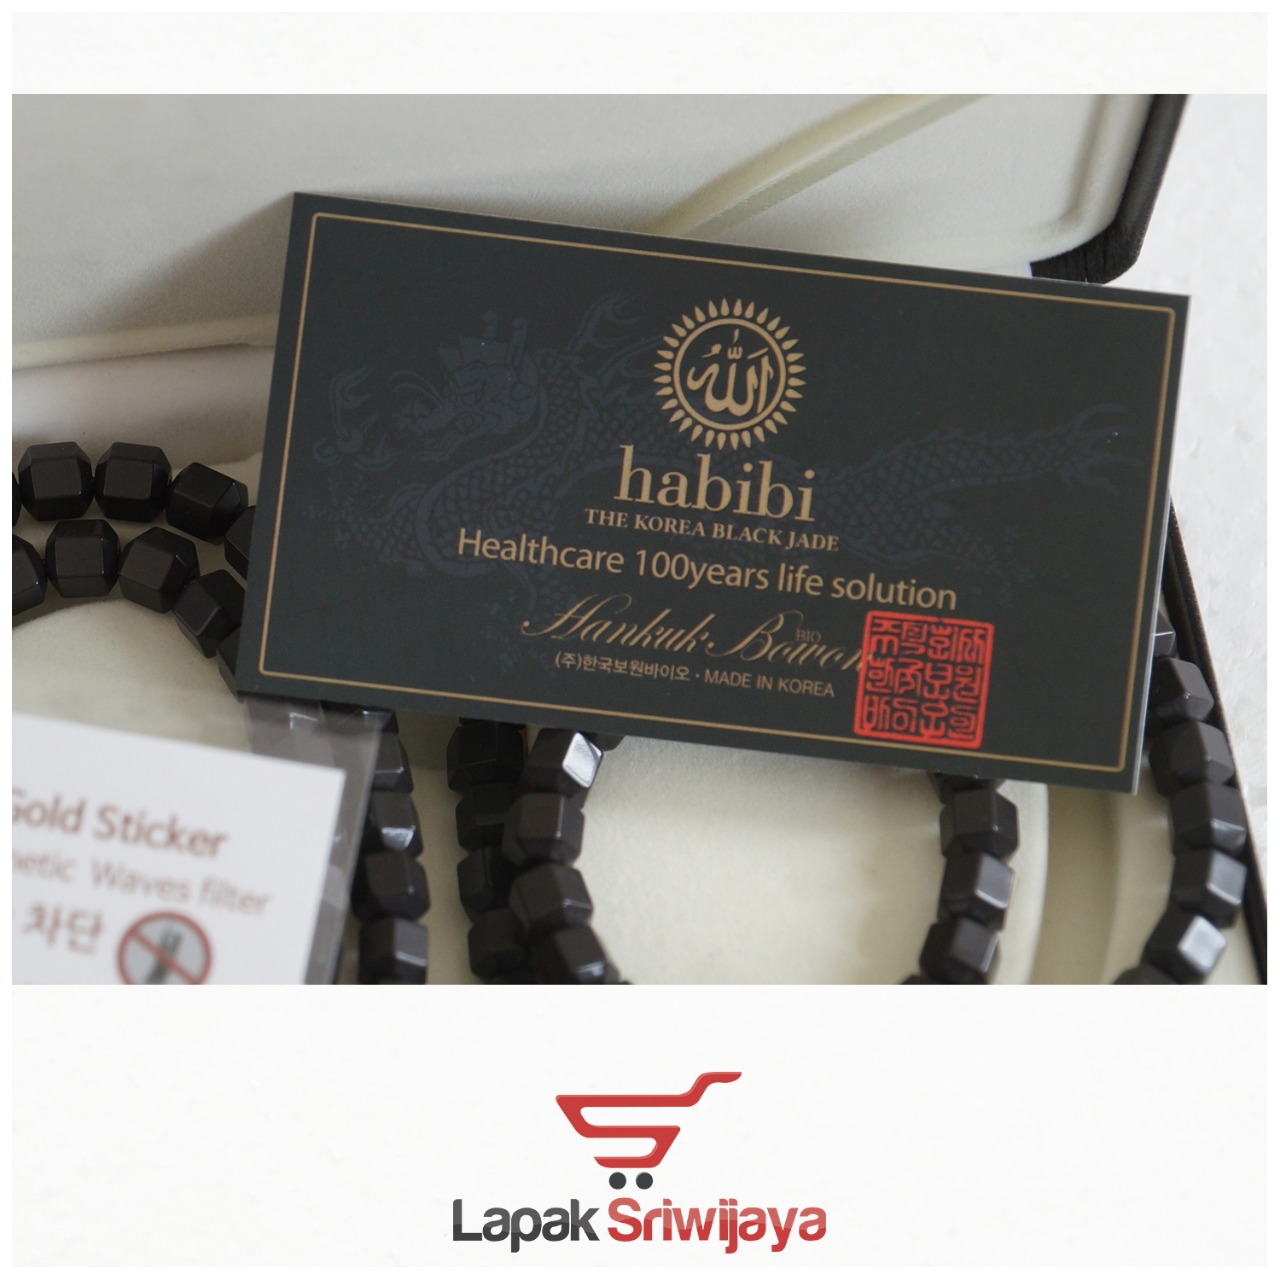 الله
habibi
THE KOREA BLACK JADE
Healthcare 100years life solution
Hankuk Bowon
BIO
(주)한국보원바이오 · MADE IN KOREA
Gold Sticker
Waves filter
차단
Lapak Sriwijaya